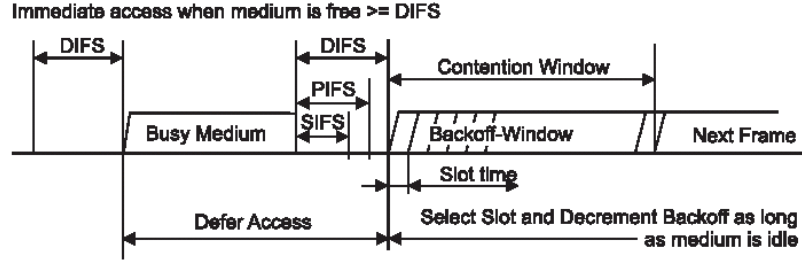 Immediate access when medium is free >= DIFS
DIFS
DIFS
Contention Window
PIFS
SIFS
Busy Medium
Backoff-Window
Next Frame
Slot time
Defer Access
Select Slot and Decrement Backoff as long
as medium is idle